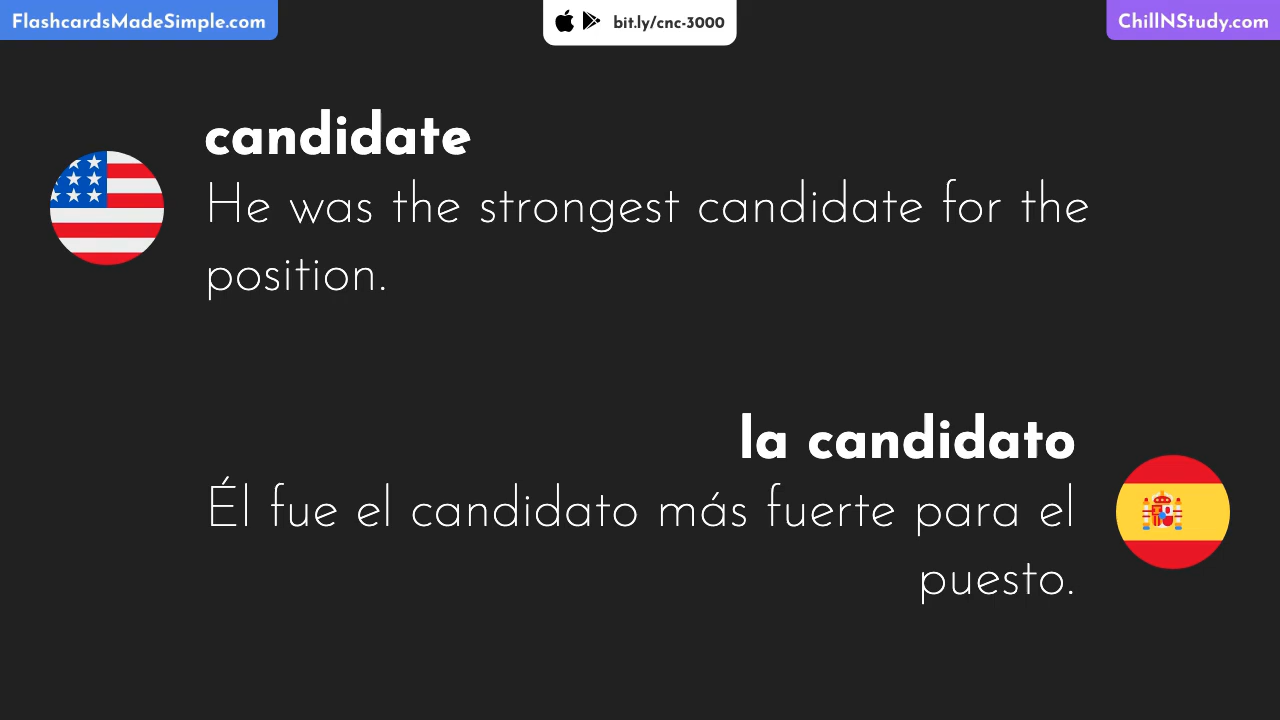 FlashcardsMadeSimple.com
bit.ly/cnc-3000
ChillNStudy.com
candidate
He was the strongest candidate for the
position.
la candidato
Él fue el candidato más fuerte para el
puesto.